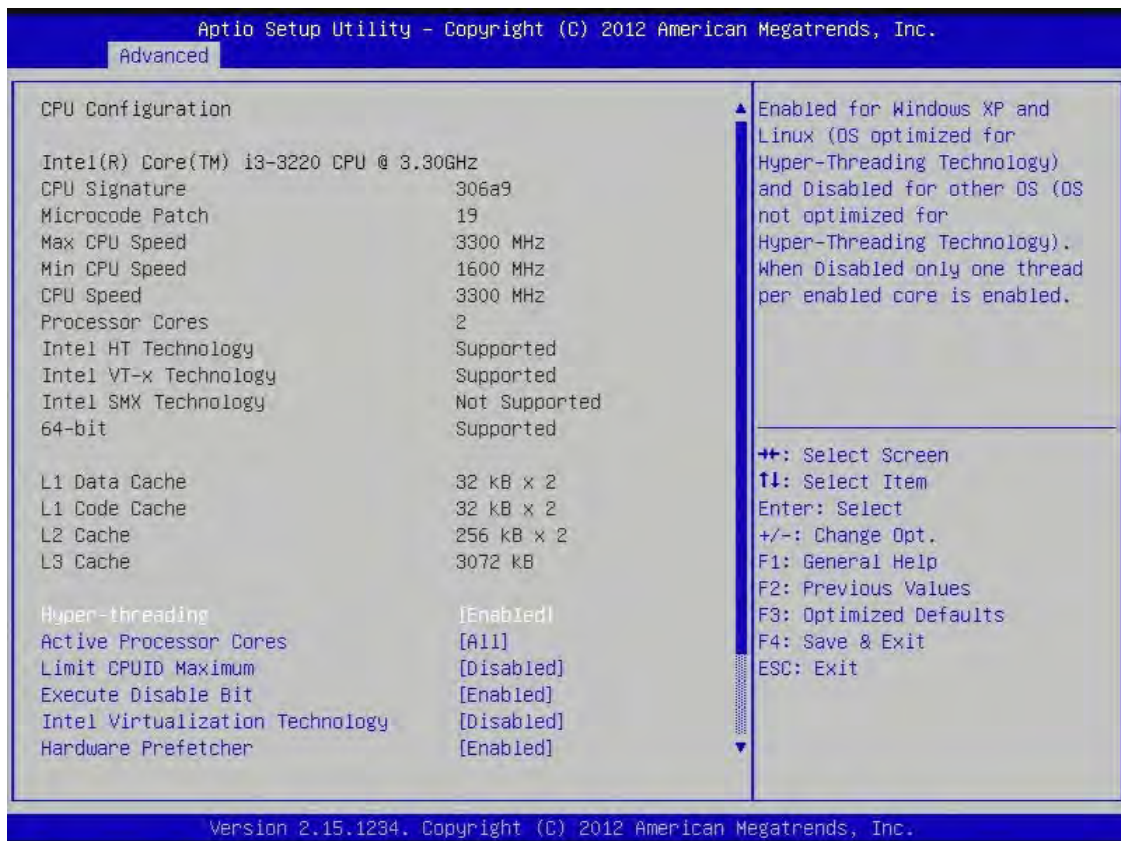 Aptio Setup Utility – Copyright (C) 2012 American Megatrends, Inc.
Advanced
CPU Configuration
Intel(R) Core(TM) i3-3220 CPU @ 3.30GHz
CPU Signature 306a9
Microcode Patch 19
Max CPU Speed 3300 MHz
Min CPU Speed 1600 MHz
CPU Speed 3300 MHz
Processor Cores 2
Intel HT Technology Supported
Intel VT-x Technology Supported
Intel SMX Technology Not Supported
64-bit Supported
L1 Data Cache 32 kB x 2
L1 Code Cache 32 kB x 2
L2 Cache 256 kB x 2
L3 Cache 3072 kB
Hyper-threading [Enabled]
Active Processor Cores [All]
Limit CPUID Maximum [Disabled]
Execute Disable Bit [Enabled]
Intel Virtualization Technology [Disabled]
Hardware Prefetcher [Enabled]
Enabled for Windows XP and
Linux (OS optimized for
Hyper-Threading Technology)
and Disabled for other OS (OS
not optimized for
Hyper-Threading Technology).
When Disabled only one thread
per enabled core is enabled.
→←: Select Screen
↑↓: Select Item
Enter: Select
+/-: Change Opt.
F1: General Help
F2: Previous Values
F3: Optimized Defaults
F4: Save & Exit
ESC: Exit
Version 2.15.1234. Copyright (C) 2012 American Megatrends, Inc.